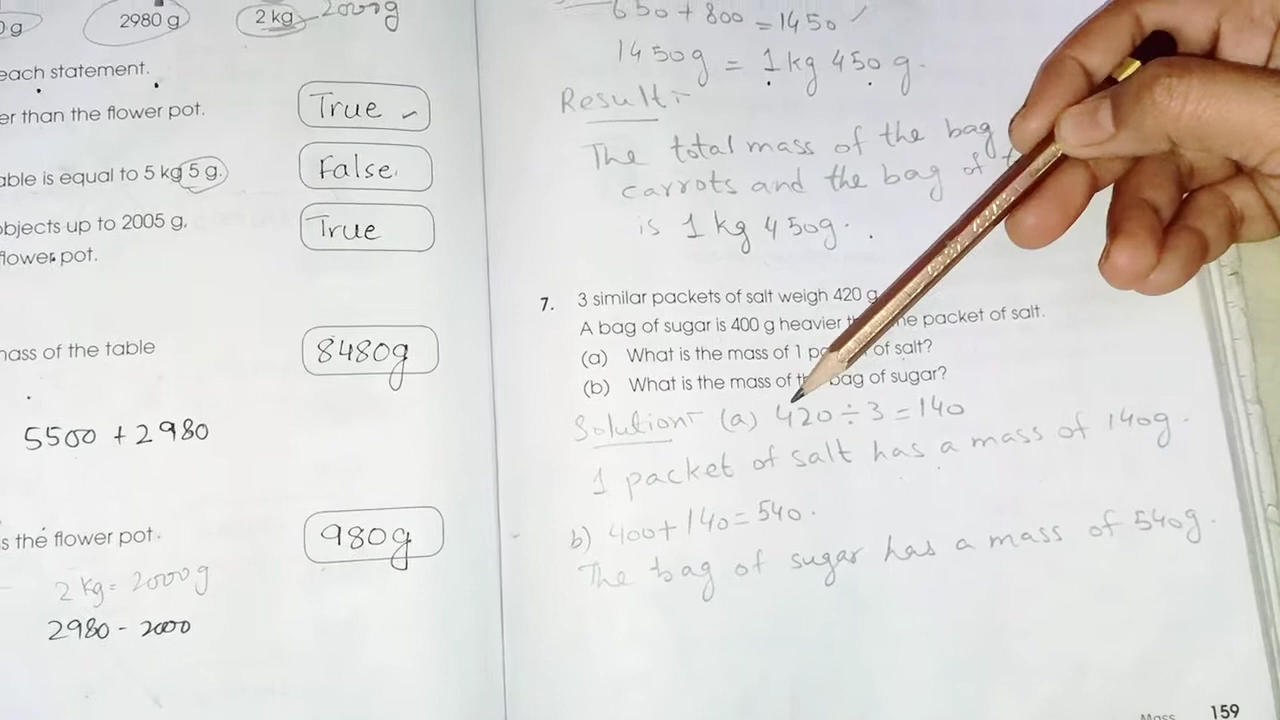 0 g
2980 g
2 kg 2000g
each statement.
er than the flower pot.
True
able is equal to 5 kg 5 g.
False
objects up to 2005 g,
flower pot.
True
mass of the table
8480g
5500 + 2980
s the flower pot.
980g
2 kg = 2000g
2980 - 2000
650 + 800 = 1450
1450g = 1kg 450g.
Result:-
The total mass of the bag
carrots and the bag of
is 1kg 450g.
7. 3 similar packets of salt weigh 420 g
A bag of sugar is 400 g heavier packet of salt.
(a) What is the mass of 1 of salt?
(b) What is the mass of bag of sugar?
Solution- (a) 420 ÷ 3 = 140
1 packet of salt has a mass of 140g.
b) 400+140=540.
The bag of sugar has a mass of 540g.
Mass 159